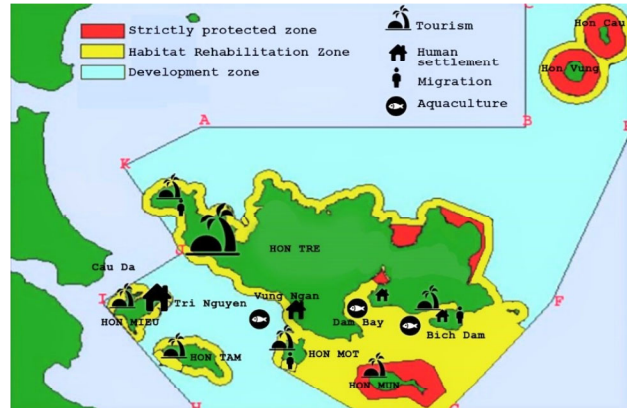 Strictly protected zone
Habitat Rehabilitation Zone
Development zone
Tourism
Human
settlement
Migration
Aquaculture
Hon Cau
Hon Vung
A
B
K
HON TRE
Cau Da
I
Tri Nguyen
Vung Ngan
HON MIEU
F
Dam Bay
Bich Dam
HON TAM
HON MOT
HON MUN
H